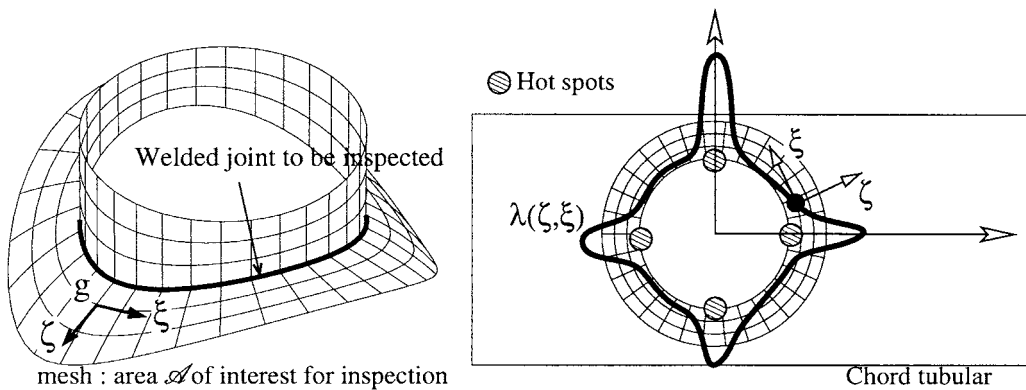 Welded joint to be inspected
g
ζ
ξ
mesh : area 𝒜 of interest for inspection
Hot spots
ξ
ζ
λ(ζ,ξ)
Chord tubular